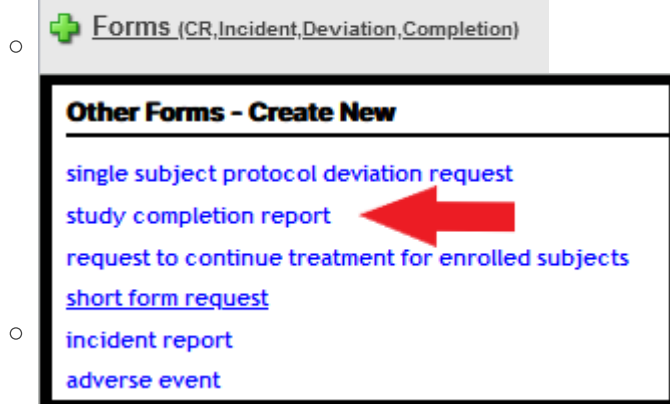 Forms (CR,Incident,Deviation,Completion)
Other Forms - Create New
single subject protocol deviation request
study completion report
request to continue treatment for enrolled subjects
short form request
incident report
adverse event